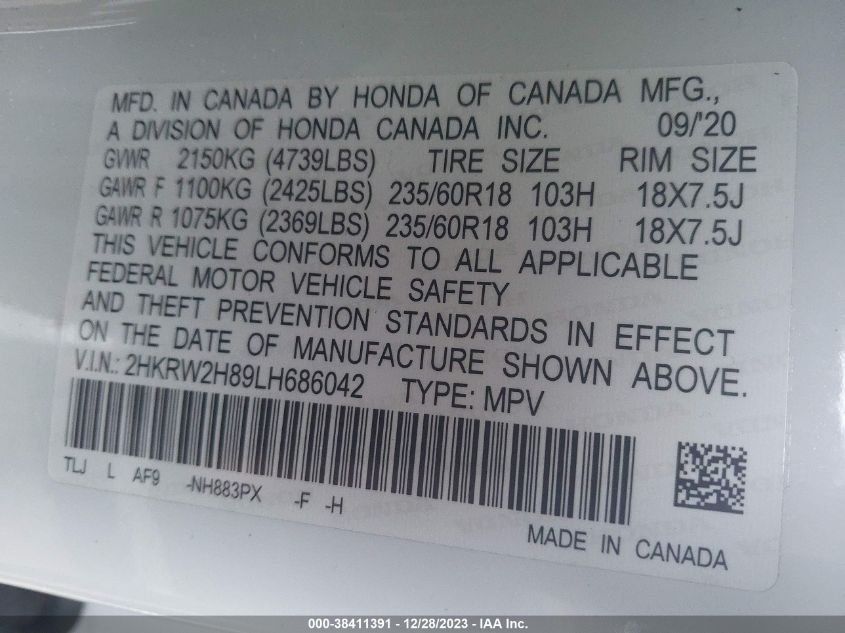 MFD. IN CANADA BY HONDA OF CANADA MFG.,
A DIVISION OF HONDA CANADA INC. 09/'20
GVWR 2150KG (4739LBS) TIRE SIZE RIM SIZE
GAWR F 1100KG (2425LBS) 235/60R18 103H 18X7.5J
GAWR R 1075KG (2369LBS) 235/60R18 103H 18X7.5J
THIS VEHICLE CONFORMS TO ALL APPLICABLE
FEDERAL MOTOR VEHICLE SAFETY
AND THEFT PREVENTION STANDARDS IN EFFECT
ON THE DATE OF MANUFACTURE SHOWN ABOVE.
V.I.N.: 2HKRW2H89LH686042 TYPE: MPV
TLJ L AF9 -NH883PX -F -H
MADE IN CANADA
000-38411391 - 12/28/2023 - IAA Inc.